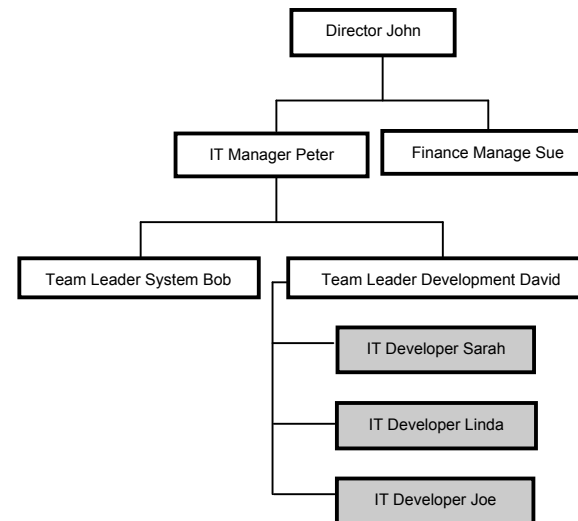 Director John
IT Manager Peter
Finance Manage Sue
Team Leader System Bob
Team Leader Development David
IT Developer Sarah
IT Developer Linda
IT Developer Joe